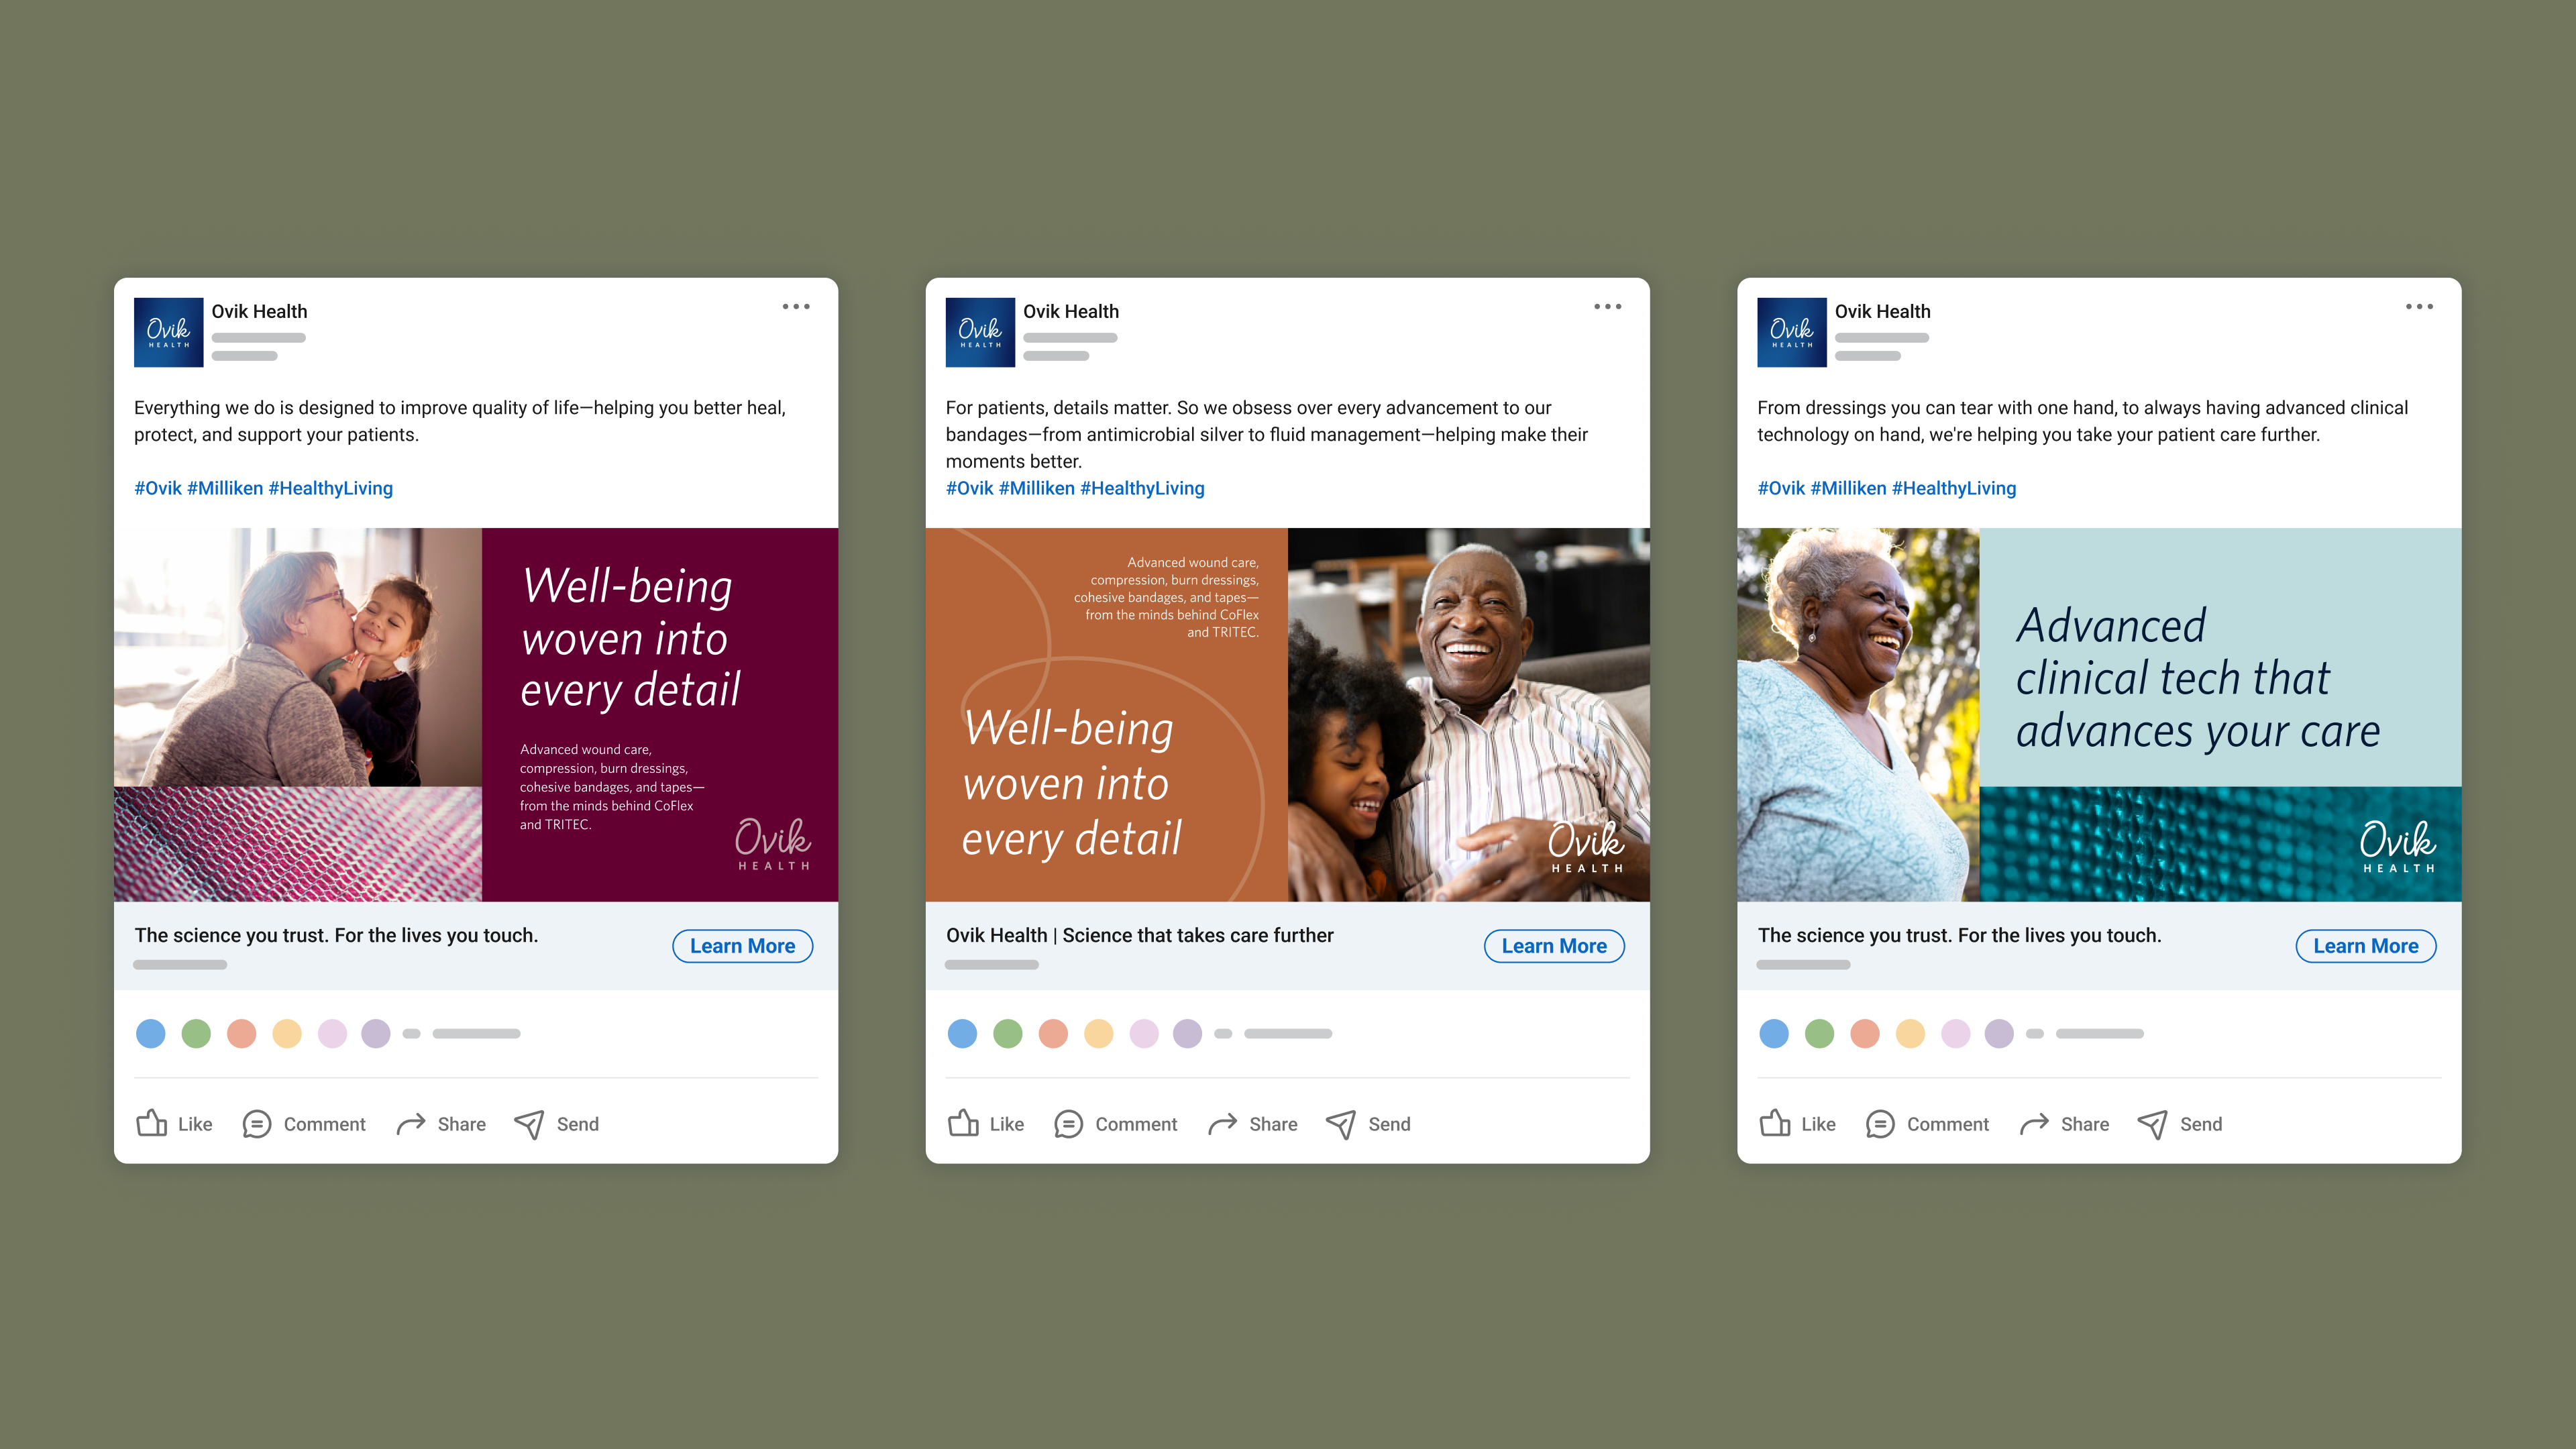 Ovik
HEALTH
Ovik Health
Everything we do is designed to improve quality of life—helping you better heal,
protect, and support your patients.
#Ovik #Milliken #HealthyLiving
Well-being
woven into
every detail
Advanced wound care,
compression, burn dressings,
cohesive bandages, and tapes—
from the minds behind CoFlex
and TRITEC.
Ovik
HEALTH
The science you trust. For the lives you touch.
Learn More
Like Comment Share Send
Ovik
HEALTH
Ovik Health
For patients, details matter. So we obsess over every advancement to our
bandages—from antimicrobial silver to fluid management—helping make their
moments better.
#Ovik #Milliken #HealthyLiving
Advanced wound care,
compression, burn dressings,
cohesive bandages, and tapes—
from the minds behind CoFlex
and TRITEC.
Well-being
woven into
every detail
Ovik
HEALTH
Ovik Health | Science that takes care further
Learn More
Like Comment Share Send
Ovik
HEALTH
Ovik Health
From dressings you can tear with one hand, to always having advanced clinical
technology on hand, we're helping you take your patient care further.
#Ovik #Milliken #HealthyLiving
Advanced
clinical tech that
advances your care
Ovik
HEALTH
The science you trust. For the lives you touch.
Learn More
Like Comment Share Send